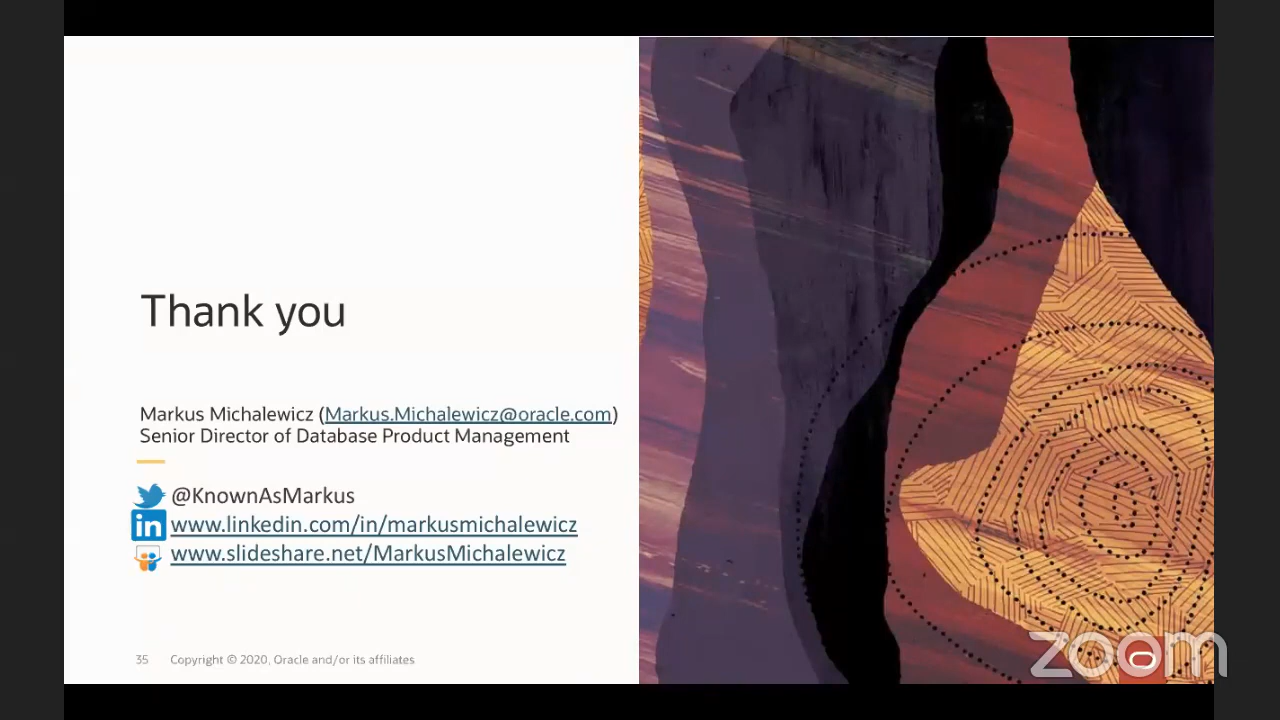 Thank you
Markus Michalewicz (Markus.Michalewicz@oracle.com)
Senior Director of Database Product Management
@KnownAsMarkus
in www.linkedin.com/in/markusmichalewicz
www.slideshare.net/MarkusMichalewicz
35 Copyright © 2020, Oracle and/or its affiliates
zoom